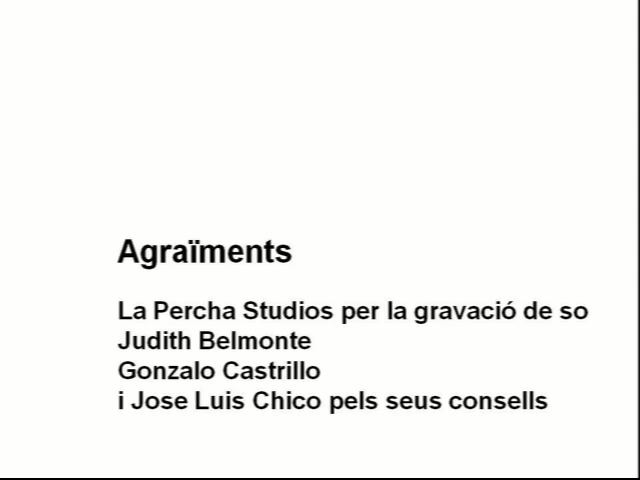 Agraïments
La Percha Studios per la gravació de so
Judith Belmonte
Gonzalo Castrillo
i Jose Luis Chico pels seus consells